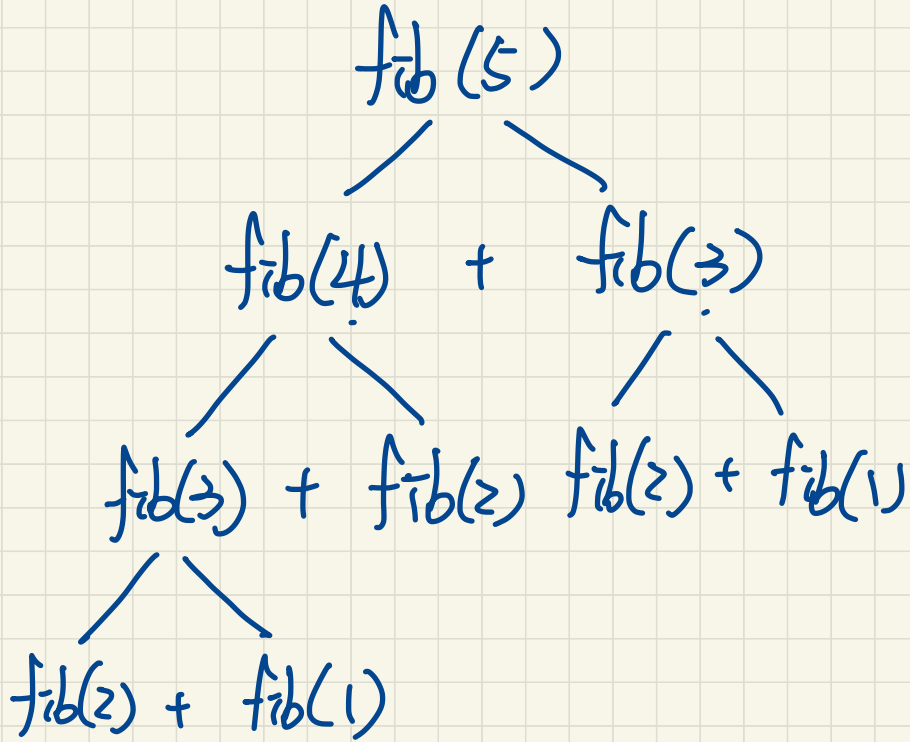 fib(5)
fib(4) + fib(3)
fib(3) + fib(2) fib(2) + fib(1)
fib(2) + fib(1)